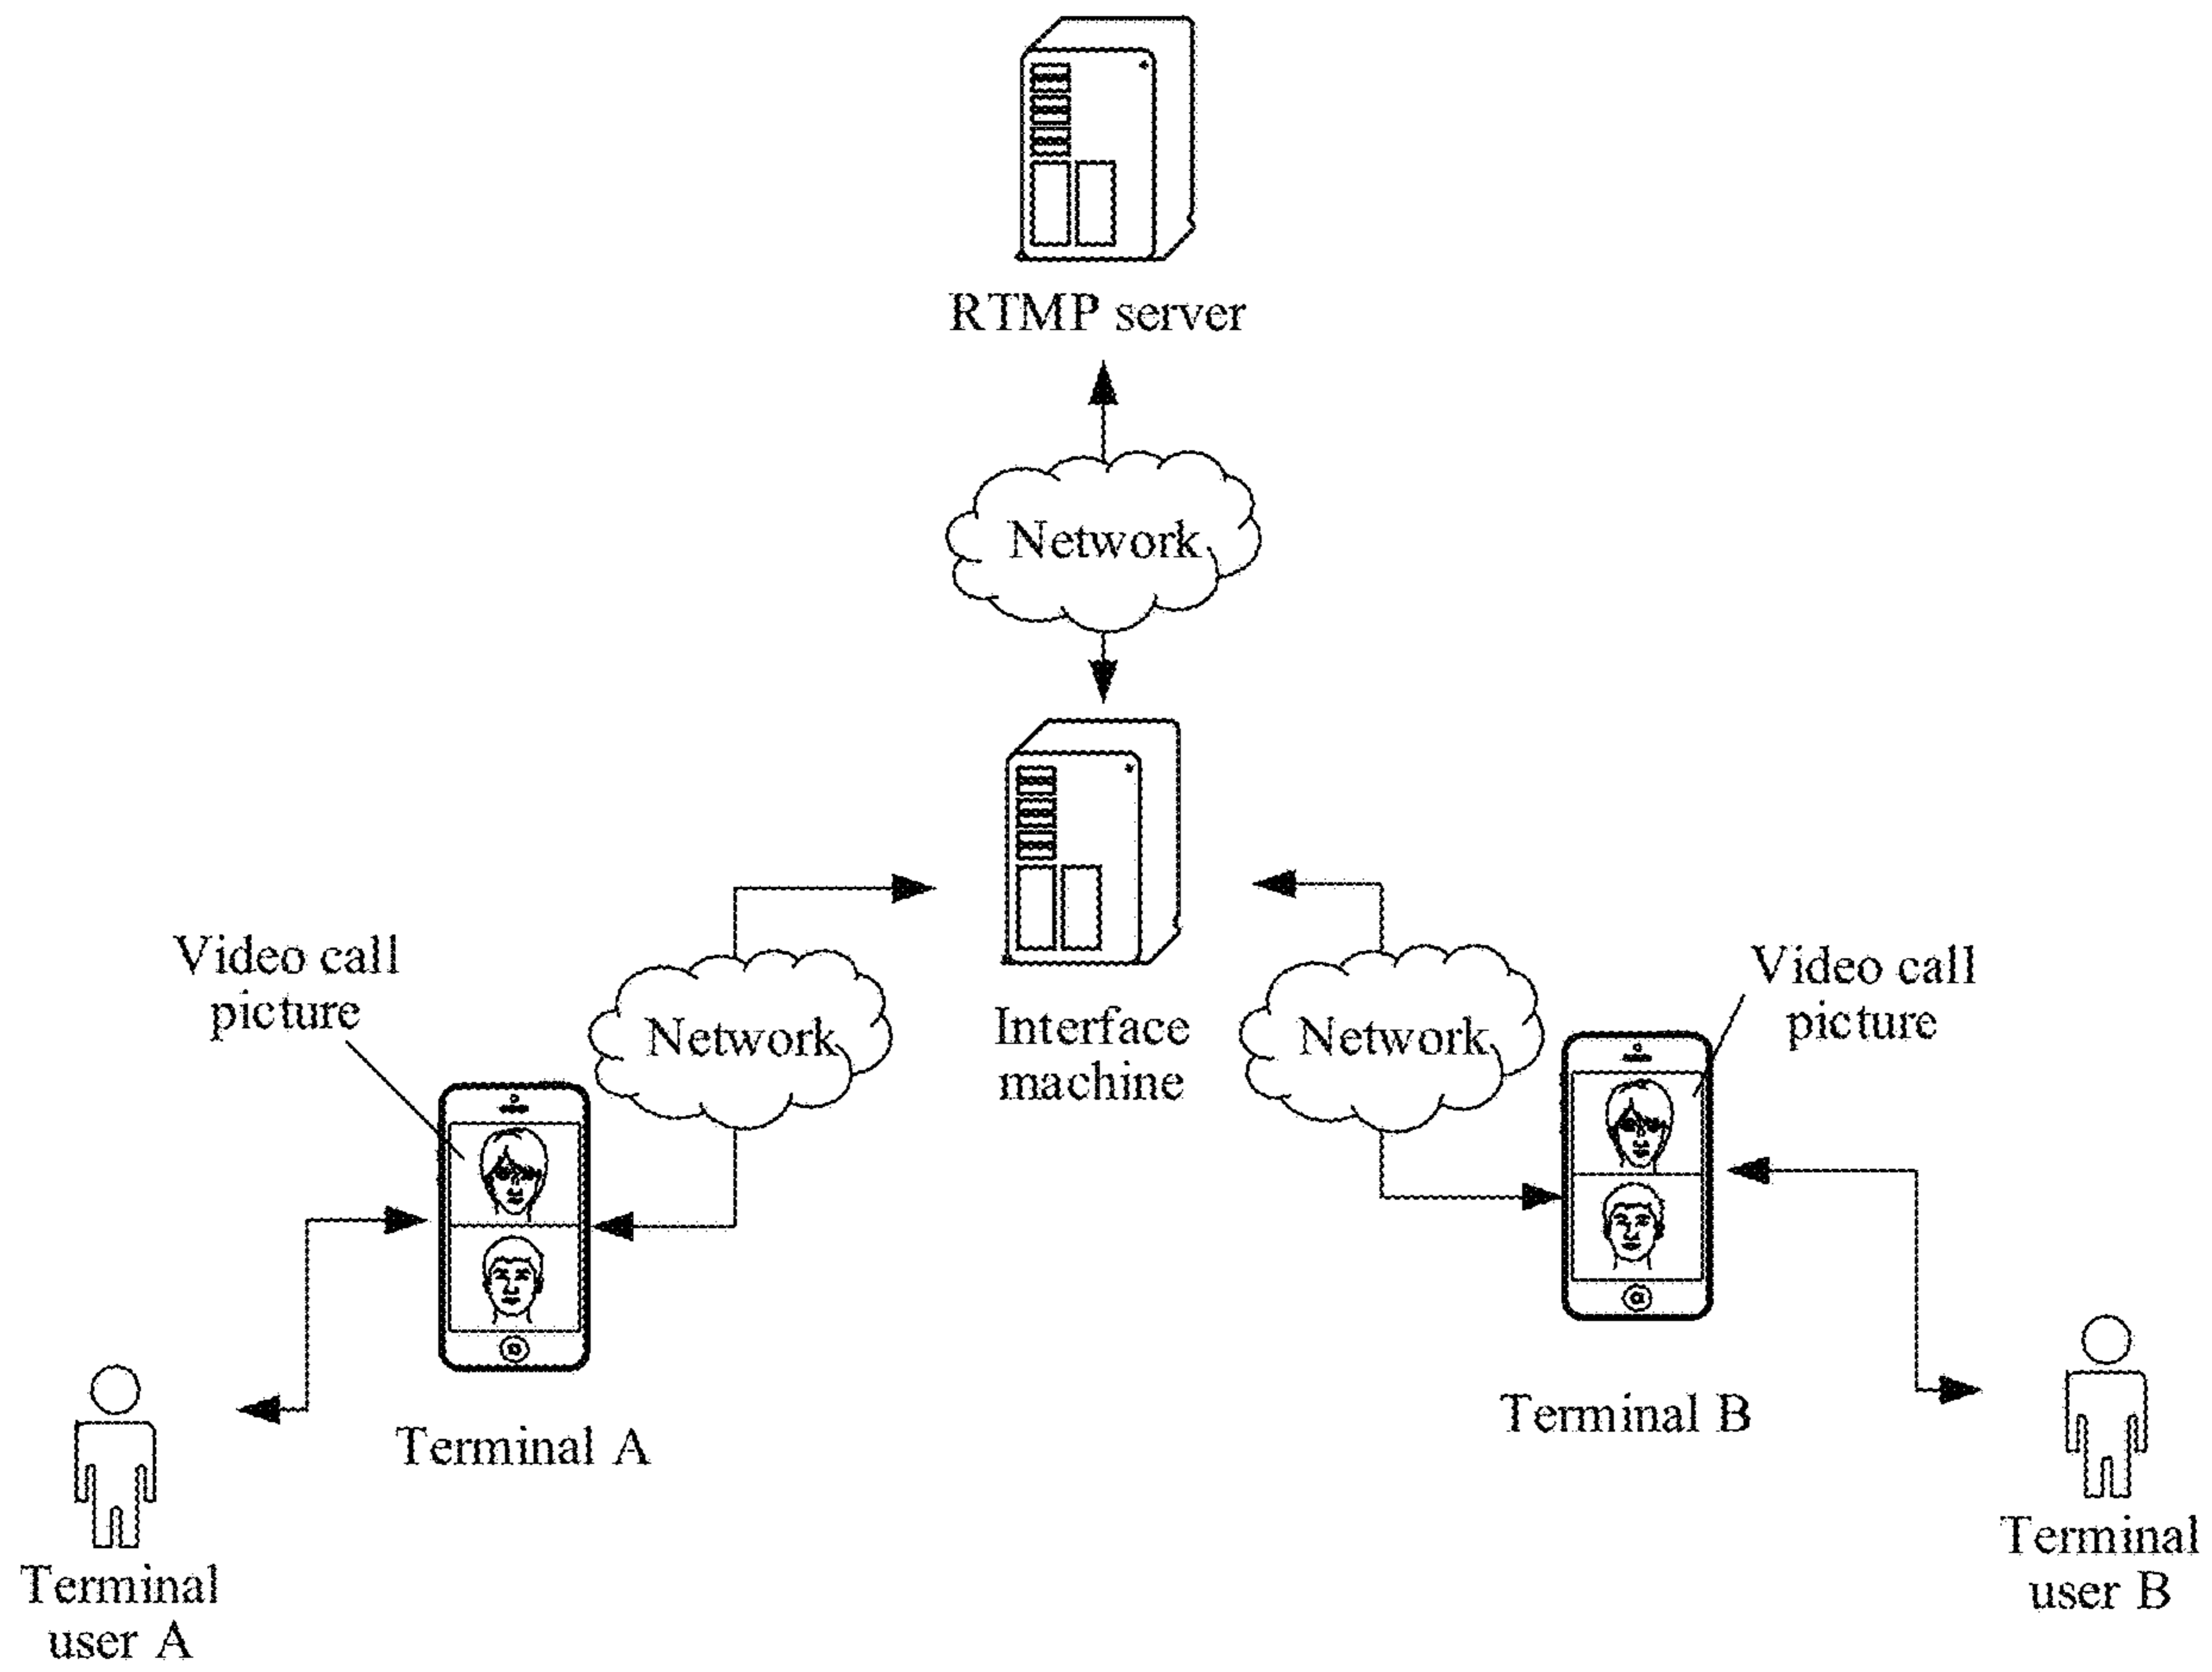 RTMP server
Network
Video call
picture
Network
Interface
machine
Network
Video call
picture
Terminal A
Terminal B
Terminal
user A
Terminal
user B